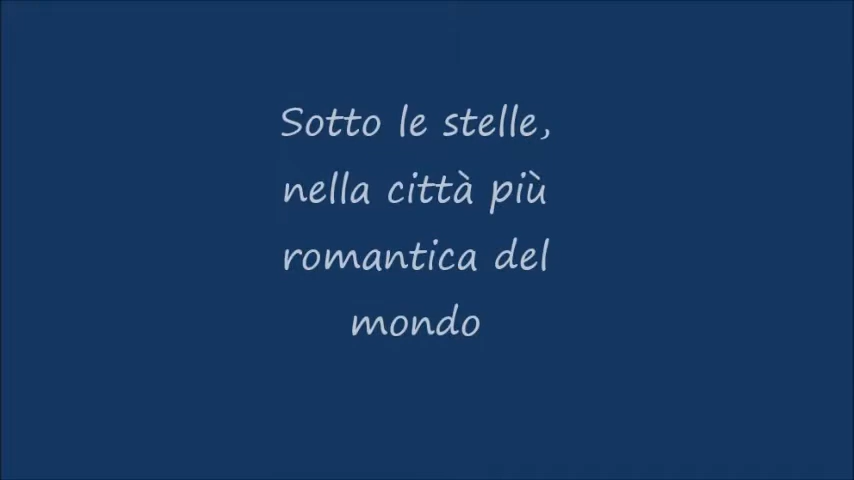 Sotto le stelle,
nella città più
romantica del
mondo